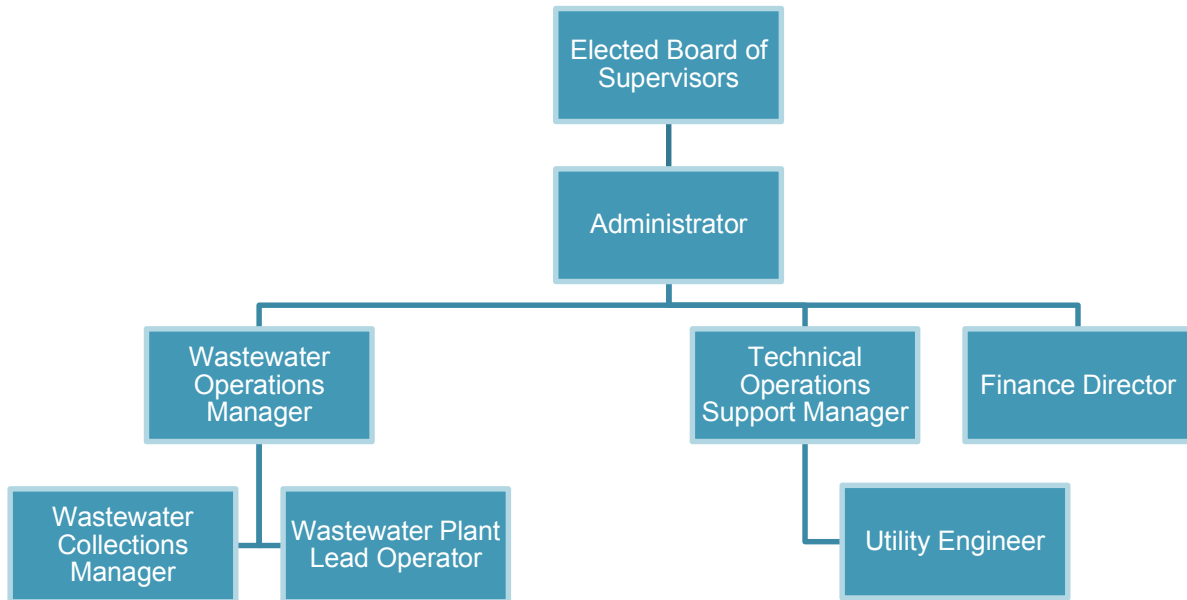 Elected Board of
Supervisors
Administrator
Wastewater
Operations
Manager
Technical
Operations
Support Manager
Finance Director
Wastewater
Collections
Manager
Wastewater Plant
Lead Operator
Utility Engineer